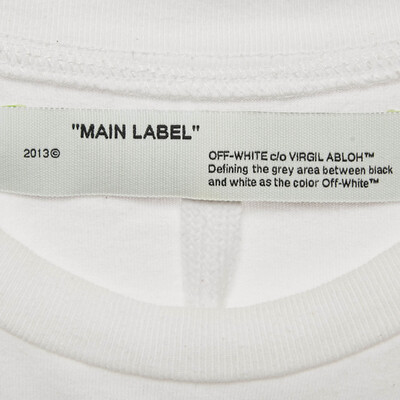 "MAIN LABEL"
2013©
OFF-WHITE c/o VIRGIL ABLOH™
Defining the grey area between black
and white as the color Off-White™